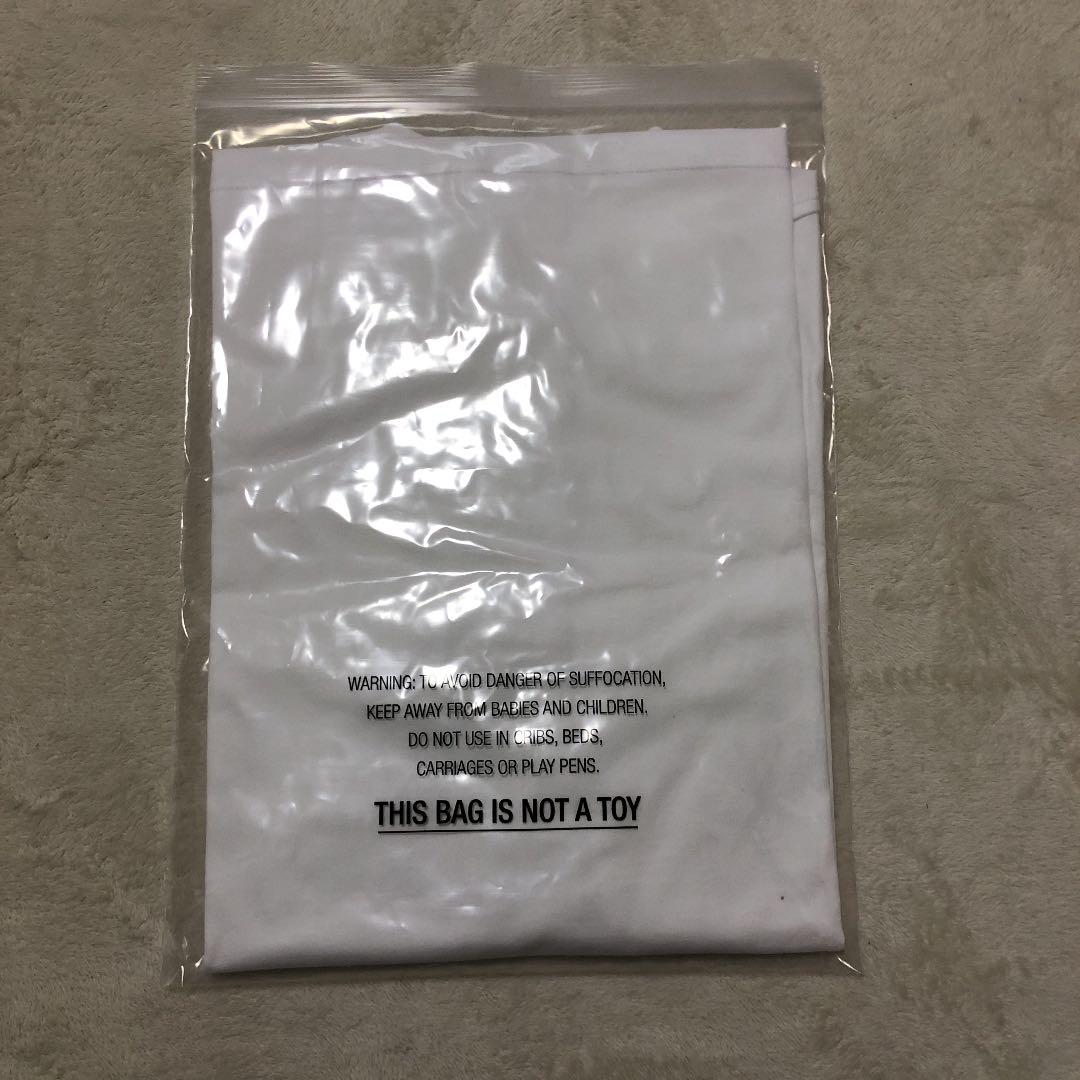 WARNING: TO AVOID DANGER OF SUFFOCATION,
KEEP AWAY FROM BABIES AND CHILDREN.
DO NOT USE IN CRIBS, BEDS,
CARRIAGES OR PLAY PENS.
THIS BAG IS NOT A TOY